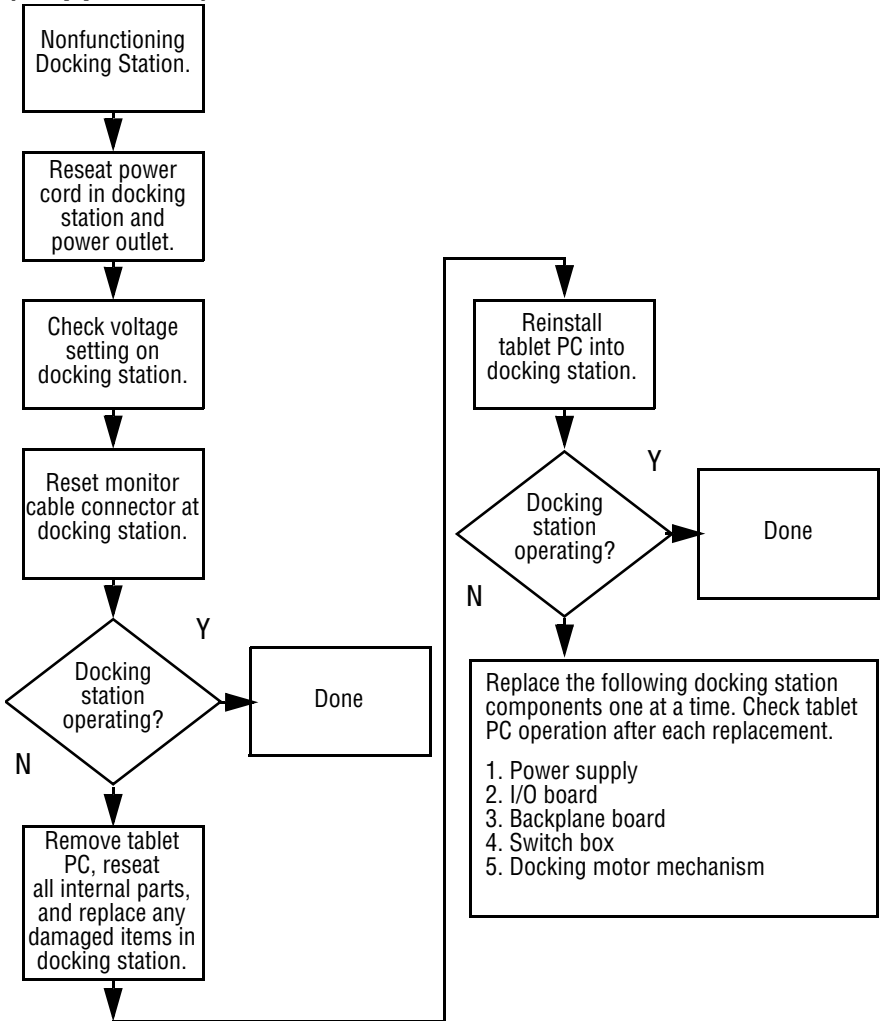 Nonfunctioning
Docking Station.
Reseat power
cord in docking
station and
power outlet.
Check voltage
setting on
docking station.
Reset monitor
cable connector at
docking station.
Docking
station
operating?
Y
Done
N
Remove tablet
PC, reseat
all internal parts,
and replace any
damaged items in
docking station.
Reinstall
tablet PC into
docking station.
Docking
station
operating?
Y
Done
N
Replace the following docking station
components one at a time. Check tablet
PC operation after each replacement.
1. Power supply
2. I/O board
3. Backplane board
4. Switch box
5. Docking motor mechanism